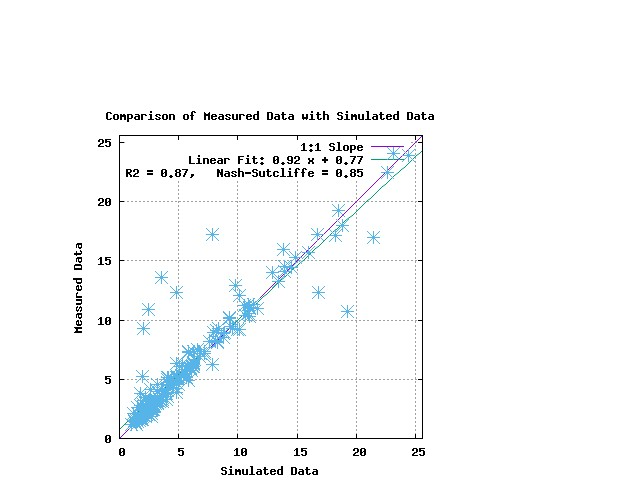 Comparison of Measured Data with Simulated Data
25
1:1 Slope
Linear Fit: 0.92 x + 0.77
R2 = 0.87,   Nash-Sutcliffe = 0.85
20
15
Measured Data
10
5
0
0 5 10 15 20 25
Simulated Data